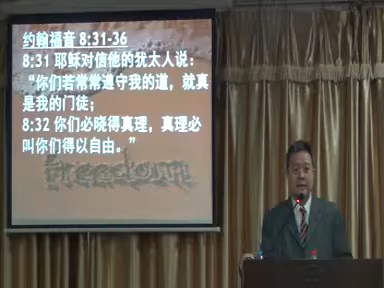 约翰福音 8:31-36
8:31 耶稣对信他的犹太人说：
“你们若常常遵守我的道，就真
是我的门徒；
8:32 你们必晓得真理，真理必
叫你们得以自由。”
freedom